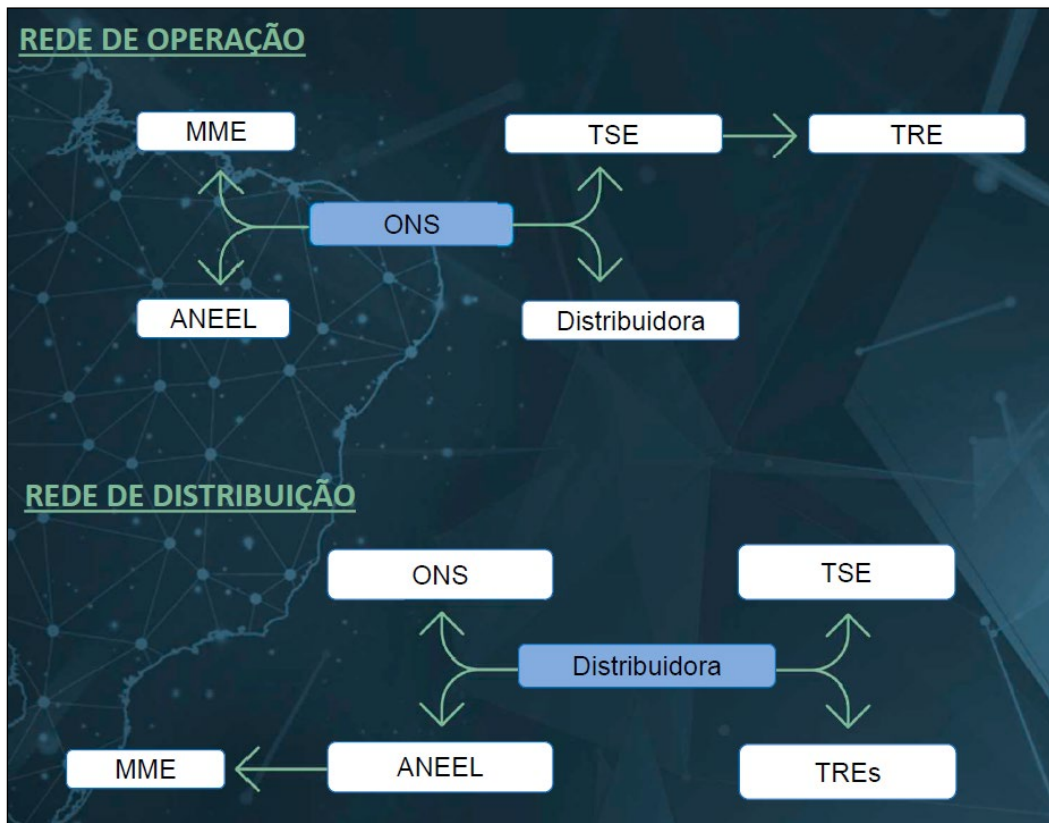 REDE DE OPERAÇÃO
MME
TSE
TRE
ONS
ANEEL
Distribuidora
REDE DE DISTRIBUIÇÃO
ONS
TSE
Distribuidora
MME
ANEEL
TREs